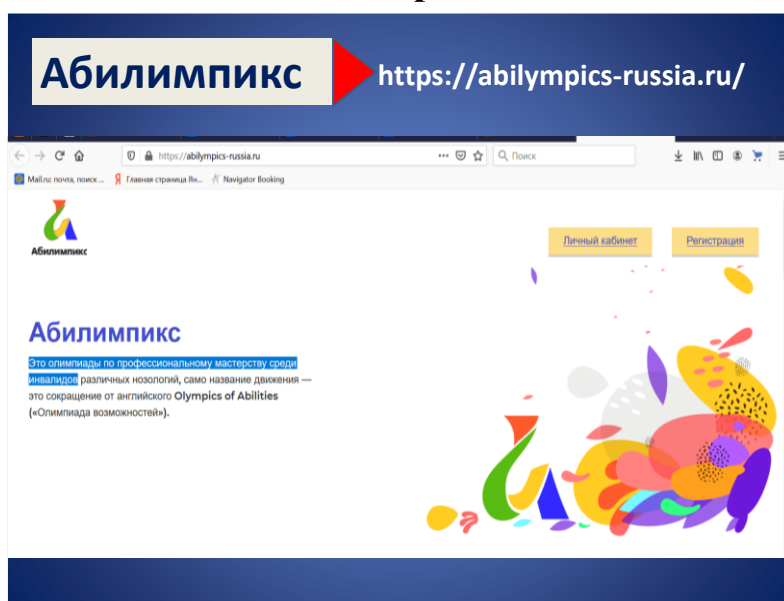 Абилимпикс
https://abilympics-russia.ru/
https://abilympics-russia.ru
Поиск
Mail.ru: почта, поиск ...
Главная страница Ян...
Navigator Booking
Абилимпикс
Личный кабинет
Регистрация
Абилимпикс
Это олимпиады по профессиональному мастерству среди
инвалидов различных нозологий, само название движения —
это сокращение от английского Olympics of Abilities
(«Олимпиада возможностей»).